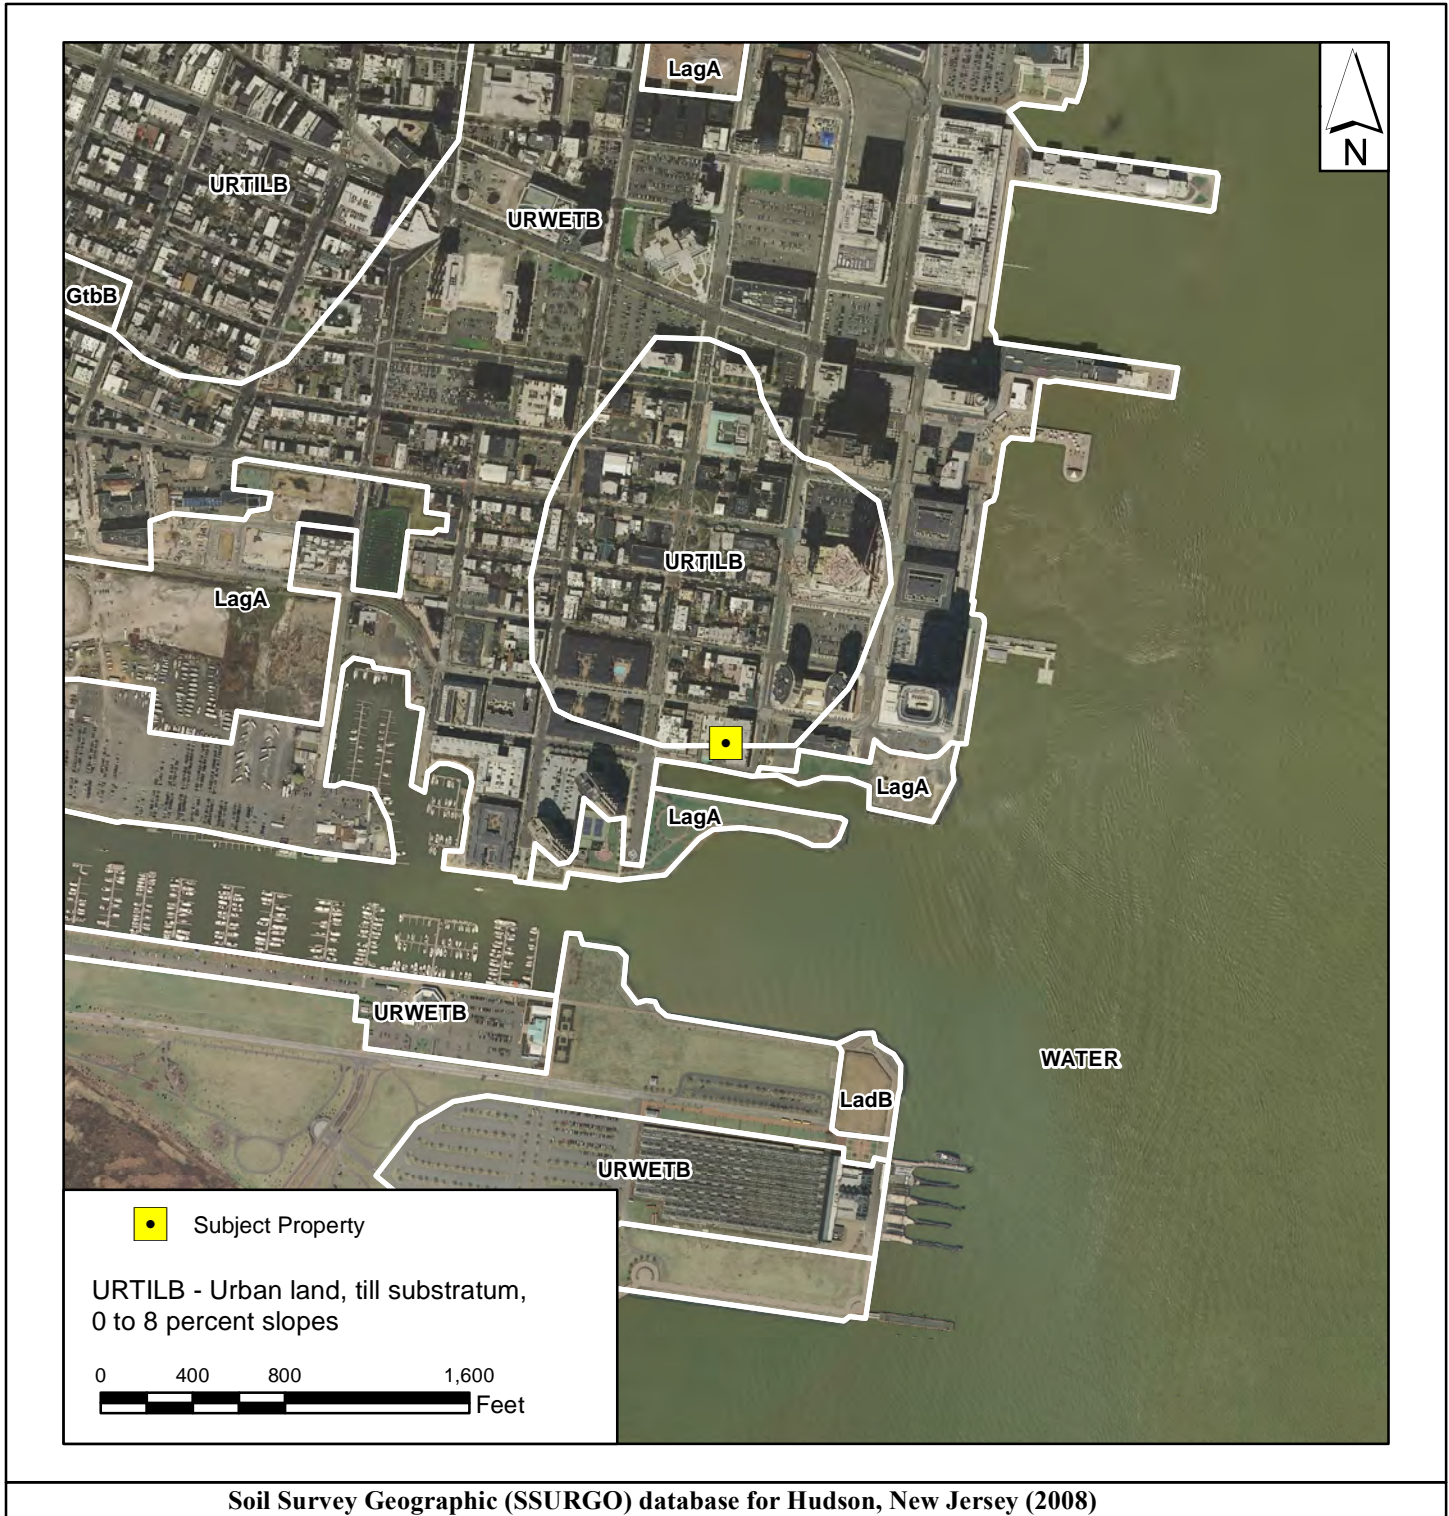 LagA
N
URTILB
URWETB
GtbB
URTILB
LagA
LagA
LagA
URWETB
WATER
LadB
URWETB
Subject Property
URTILB - Urban land, till substratum,
0 to 8 percent slopes
0 400 800 1,600
Feet
Soil Survey Geographic (SSURGO) database for Hudson, New Jersey (2008)